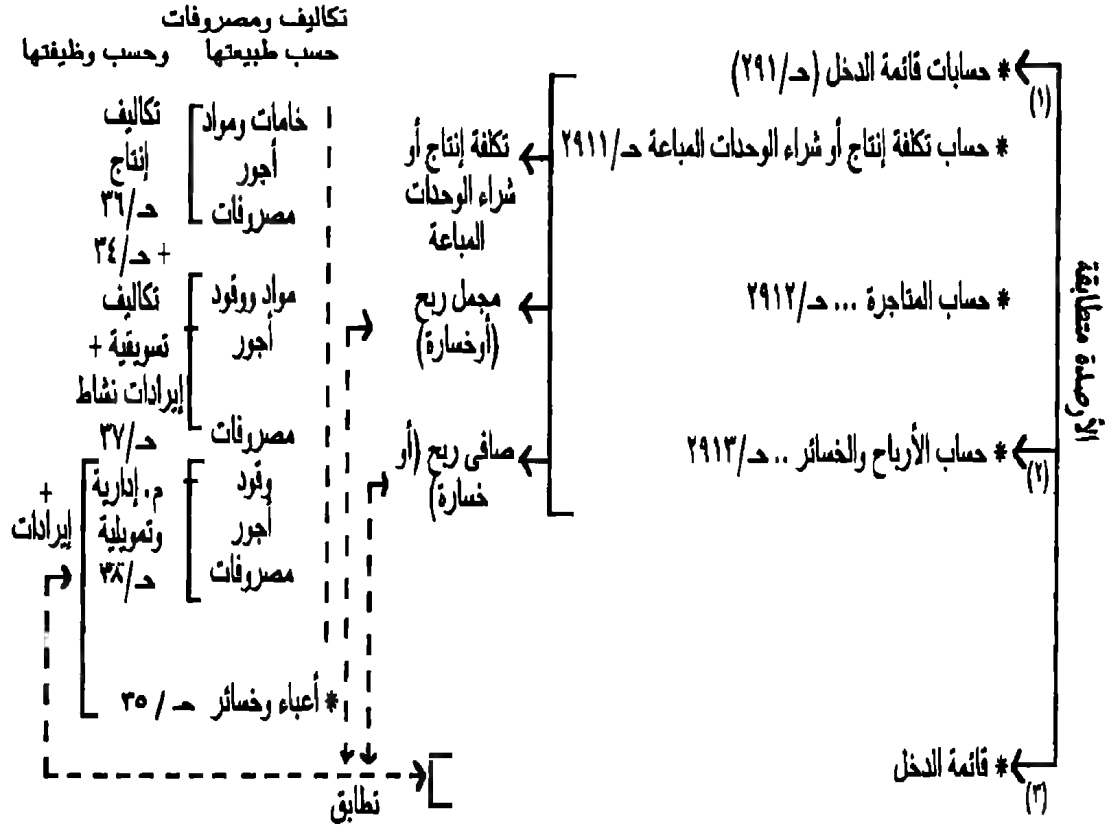 تكاليف ومصروفات
حسب طبيعتها
وحسب وظيفتها
* حسابات قائمة الدخل (حـ/٢٩١)
(١)
* حساب تكلفة إنتاج أو شراء الوحدات المباعة حـ/٢٩١١
تكلفة إنتاج أو
شراء الوحدات
المباعة
خامات ومواد
أجور
مصروفات
تكاليف
إنتاج
حـ/٣٦
+ حـ/٣٤
* حساب المتاجرة ... حـ/٢٩١٢
مجمل ربح
(أوخسارة)
مواد ووقود
أجور
مصروفات
تكاليف
تسويقية +
إيرادات نشاط
حـ/٣٧
* حساب الأرباح والخسائر .. حـ/٢٩١٣
(٢)
صافى ربح (أو
خسارة)
وقود
أجور
مصروفات
م. إدارية
وتمويلية
حـ/٣٨
+
إيرادات
* أعباء وخسائر حـ / ٣٥
* قائمة الدخل
(٣)
تطابق
الأرصدة متطابقة